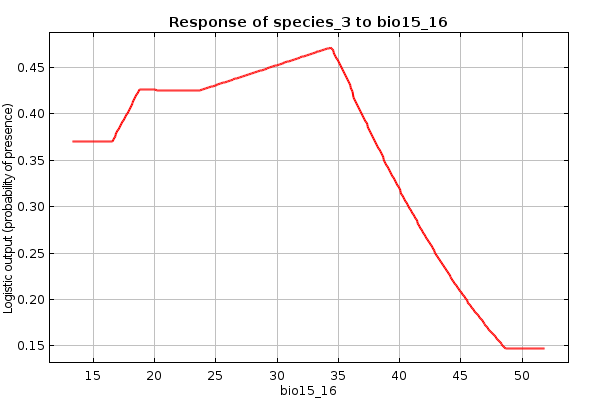 Response of species_3 to bio15_16
Logistic output (probability of presence)
0.45
0.40
0.35
0.30
0.25
0.20
0.15
15 20 25 30 35 40 45 50
bio15_16